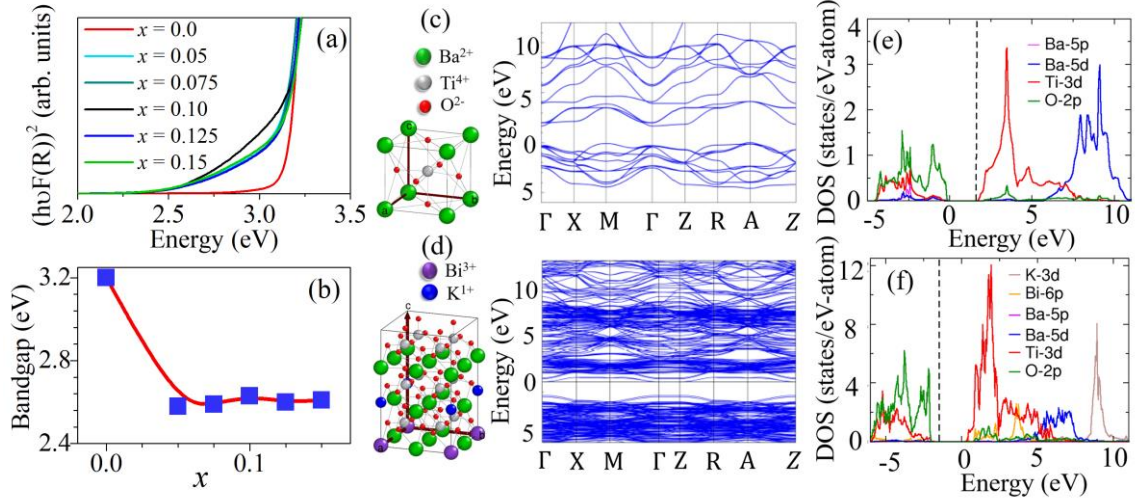 (a)
(hυF(R))² (arb. units)
x = 0.0
x = 0.05
x = 0.075
x = 0.10
x = 0.125
x = 0.15
2.0 2.5 3.0 3.5
Energy (eV)
(b)
Bandgap (eV)
3.2
2.4
0.0 0.1
x
(c)
Ba²⁺
Ti⁴⁺
O²⁻
c
a
b
Energy (eV)
10
5
0
5
Γ X M Γ Z R A Z
(d)
Bi³⁺
K¹⁺
c
a
b
Energy (eV)
10
5
0
5
Γ X M Γ Z R A Z
(e)
DOS (states/eV-atom)
4
3
2
1
0
Ba-5p
Ba-5d
Ti-3d
O-2p
-5 0 5 10
Energy (eV)
(f)
DOS (states/eV-atom)
12
8
4
0
K-3d
Bi-6p
Ba-5p
Ba-5d
Ti-3d
O-2p
-5 0 5 10
Energy (eV)